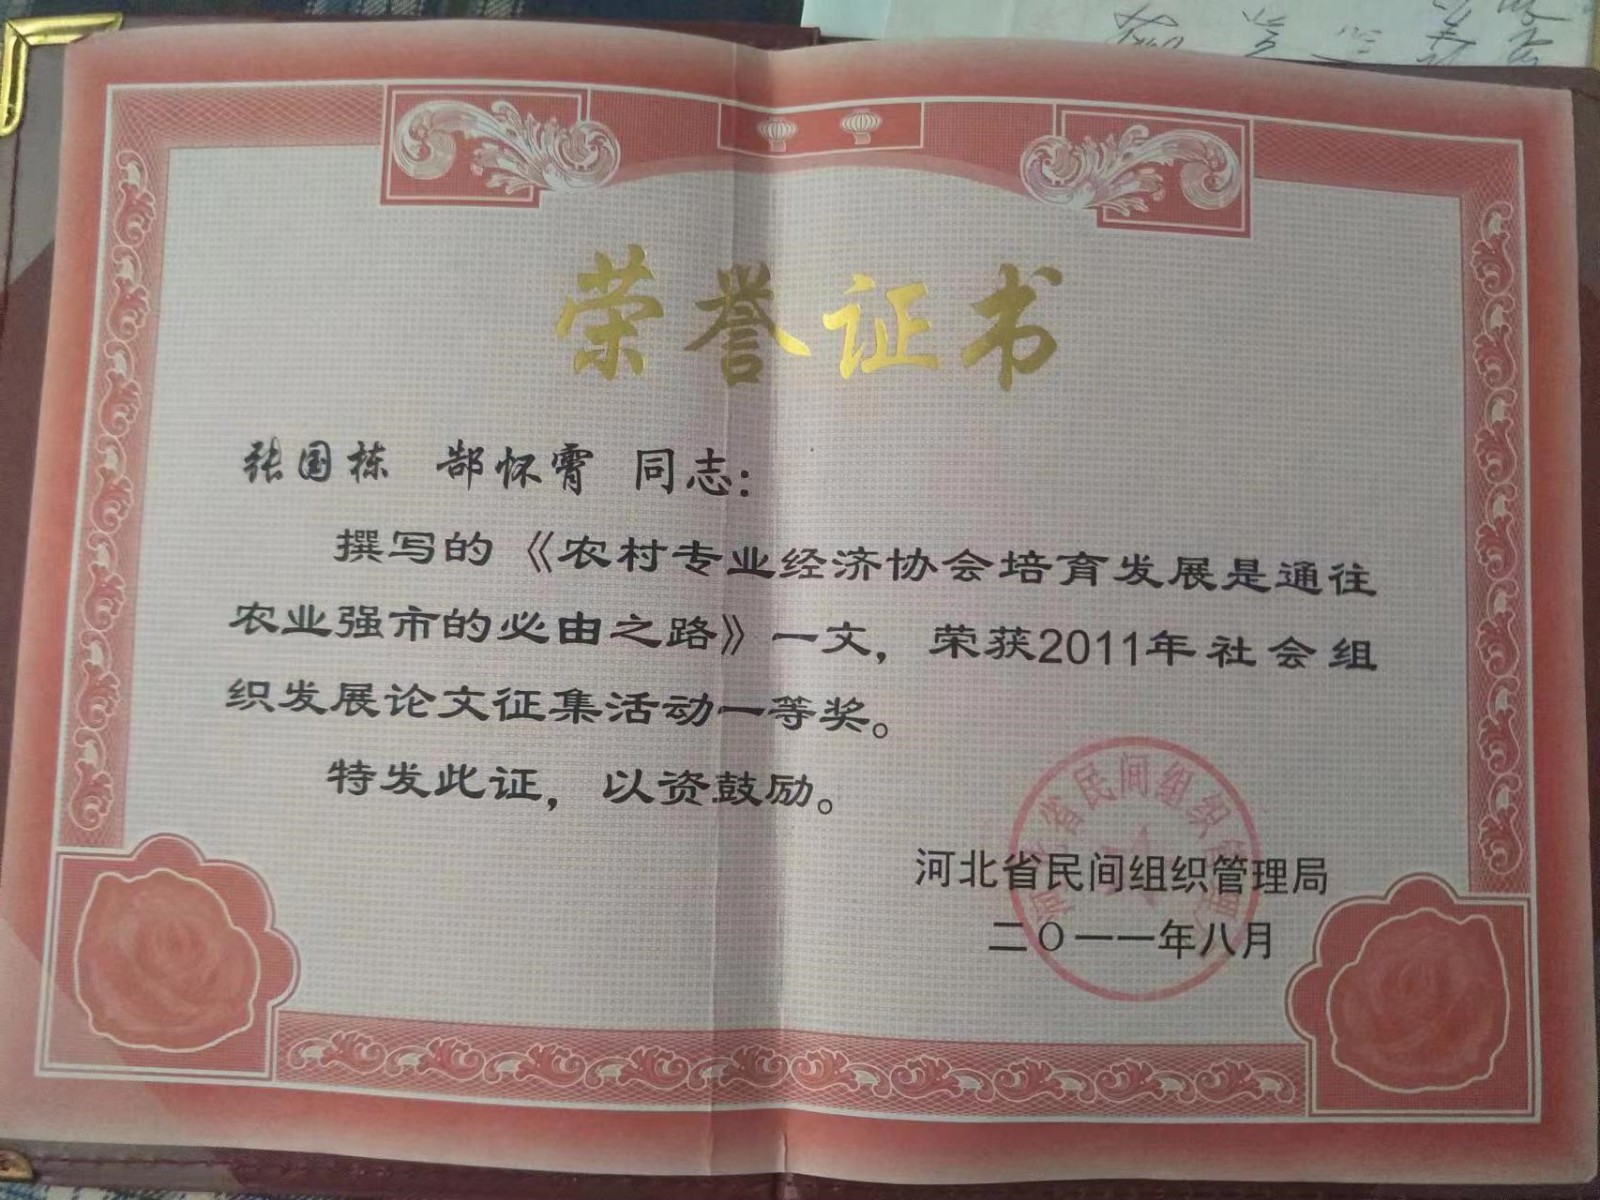 荣誉证书
张国栋 郜怀霄 同志：
撰写的《农村专业经济协会培育发展是通往
农业强市的必由之路》一文，荣获2011年社会组
织发展论文征集活动一等奖。
特发此证，以资鼓励。
河北省民间组织管理局
二〇一一年八月